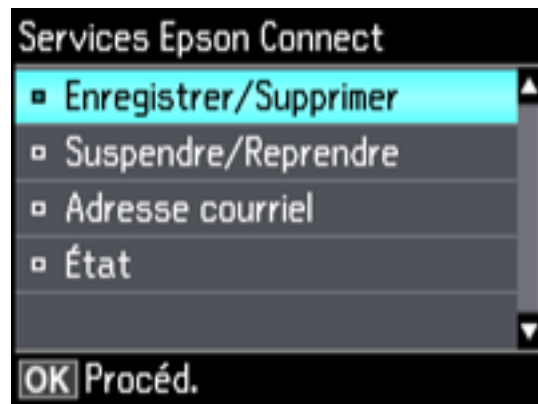 Services Epson Connect
Enregistrer/Supprimer
Suspendre/Reprendre
Adresse courriel
État
OK Procéd.